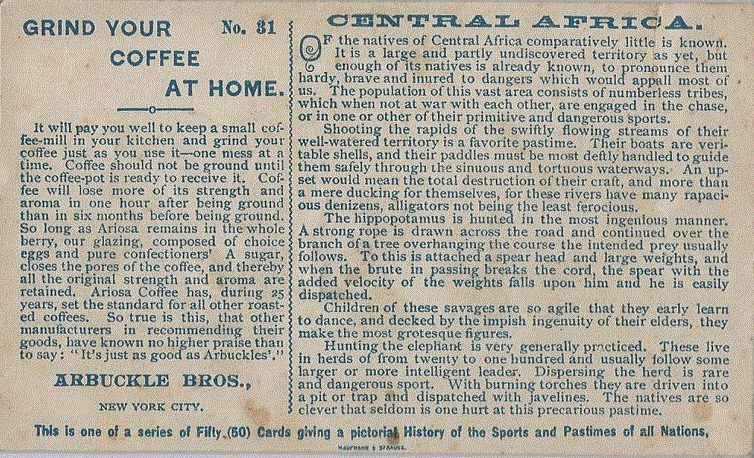 GRIND YOUR
No. 31
COFFEE
AT HOME.
It will pay you well to keep a small cof-
fee-mill in your kitchen and grind your
coffee just as you use it—one mess at a
time. Coffee should not be ground until
the coffee-pot is ready to receive it. Cof-
fee will lose more of its strength and
aroma in one hour after being ground
than in six months before being ground.
So long as Ariosa remains in the whole
berry, our glazing, composed of choice
eggs and pure confectioners' A sugar,
closes the pores of the coffee, and thereby
all the original strength and aroma are
retained. Ariosa Coffee has, during 25
years, set the standard for all other roast-
ed coffees. So true is this, that other
manufacturers in recommending their
goods, have known no higher praise than
to say: "It's just as good as Arbuckles'."
ARBUCKLE BROS.,
NEW YORK CITY.
CENTRAL AFRICA.
OF the natives of Central Africa comparatively little is known.
It is a large and partly undiscovered territory as yet, but
enough of its natives is already known, to pronounce them
hardy, brave and inured to dangers which would appall most of
us. The population of this vast area consists of numberless tribes,
which when not at war with each other, are engaged in the chase,
or in one or other of their primitive and dangerous sports.
Shooting the rapids of the swiftly flowing streams of their
well-watered territory is a favorite pastime. Their boats are veri-
table shells, and their paddles must be most deftly handled to guide
them safely through the sinuous and tortuous waterways. An up-
set would mean the total destruction of their craft, and more than
a mere ducking for themselves, for these rivers have many rapaci-
ous denizens, alligators not being the least ferocious.
The hippopotamus is hunted in the most ingenious manner.
A strong rope is drawn across the road and continued over the
branch of a tree overhanging the course the intended prey usually
follows. To this is attached a spear head and large weights, and
when the brute in passing breaks the cord, the spear with the
added velocity of the weights falls upon him and he is easily
dispatched.
Children of these savages are so agile that they early learn
to dance, and decked by the impish ingenuity of their elders, they
make the most grotesque figures.
Hunting the elephant is very generally practiced. These live
in herds of from twenty to one hundred and usually follow some
larger or more intelligent leader. Dispersing the herd is rare
and dangerous sport. With burning torches they are driven into
a pit or trap and dispatched with javelines. The natives are so
clever that seldom is one hurt at this precarious pastime.
This is one of a series of Fifty (50) Cards giving a pictorial History of the Sports and Pastimes of all Nations,
KAUFMANN & STRAUSS.